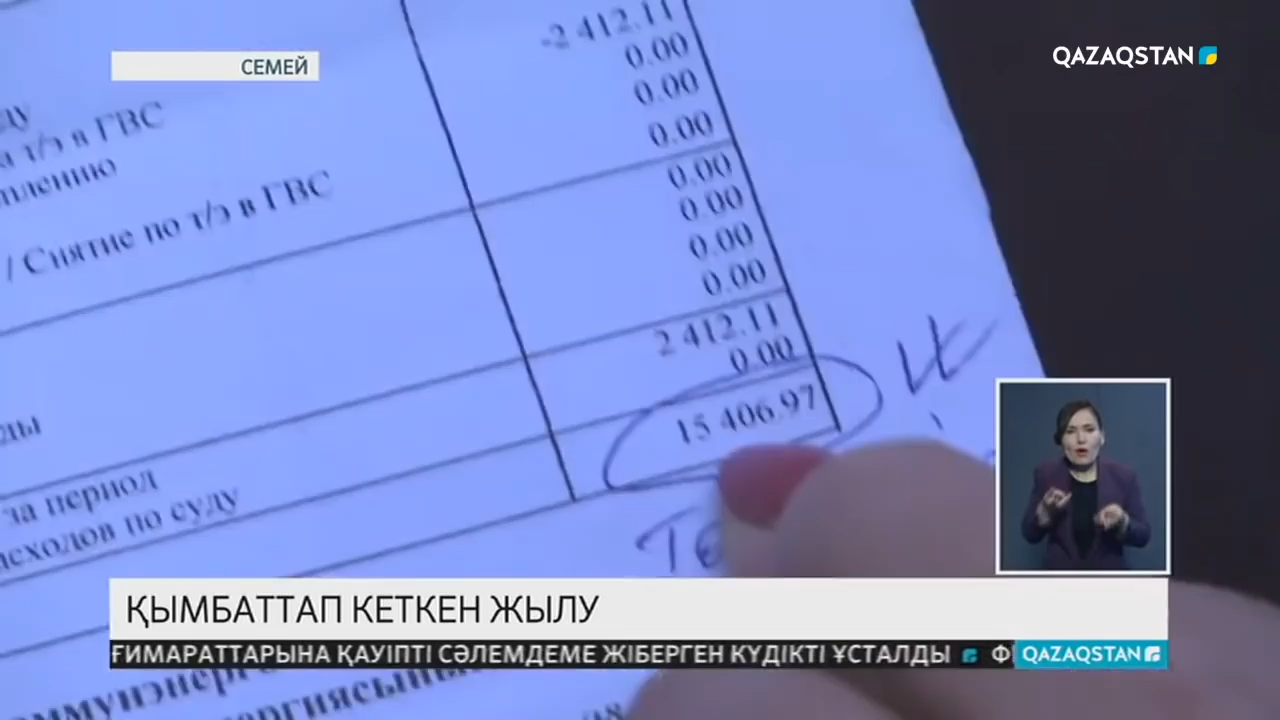 СЕМЕЙ
QAZAQSTAN
-2 412.11
0.00
0.00
т/э в ГВС 0.00
0.00
/ Снятие по т/э в ГВС 0.00
0.00
0.00
2 412.11
0.00
15 406.97
за период
по суду
ҚЫМБАТТАП КЕТКЕН ЖЫЛУ
ҒИМАРАТТАРЫНА ҚАУІПТІ СӘЛЕМДЕМЕ ЖІБЕРГЕН КҮДІКТІ ҰСТАЛДЫ
QAZAQSTAN